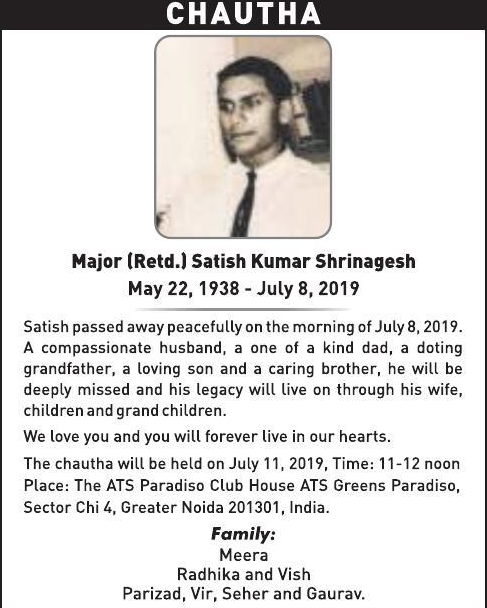 CHAUTHA
Major (Retd.) Satish Kumar Shrinagesh
May 22, 1938 - July 8, 2019
Satish passed away peacefully on the morning of July 8, 2019.
A compassionate husband, a one of a kind dad, a doting
grandfather, a loving son and a caring brother, he will be
deeply missed and his legacy will live on through his wife,
children and grand children.
We love you and you will forever live in our hearts.
The chautha will be held on July 11, 2019, Time: 11-12 noon
Place: The ATS Paradiso Club House ATS Greens Paradiso,
Sector Chi 4, Greater Noida 201301, India.
Family:
Meera
Radhika and Vish
Parizad, Vir, Seher and Gaurav.